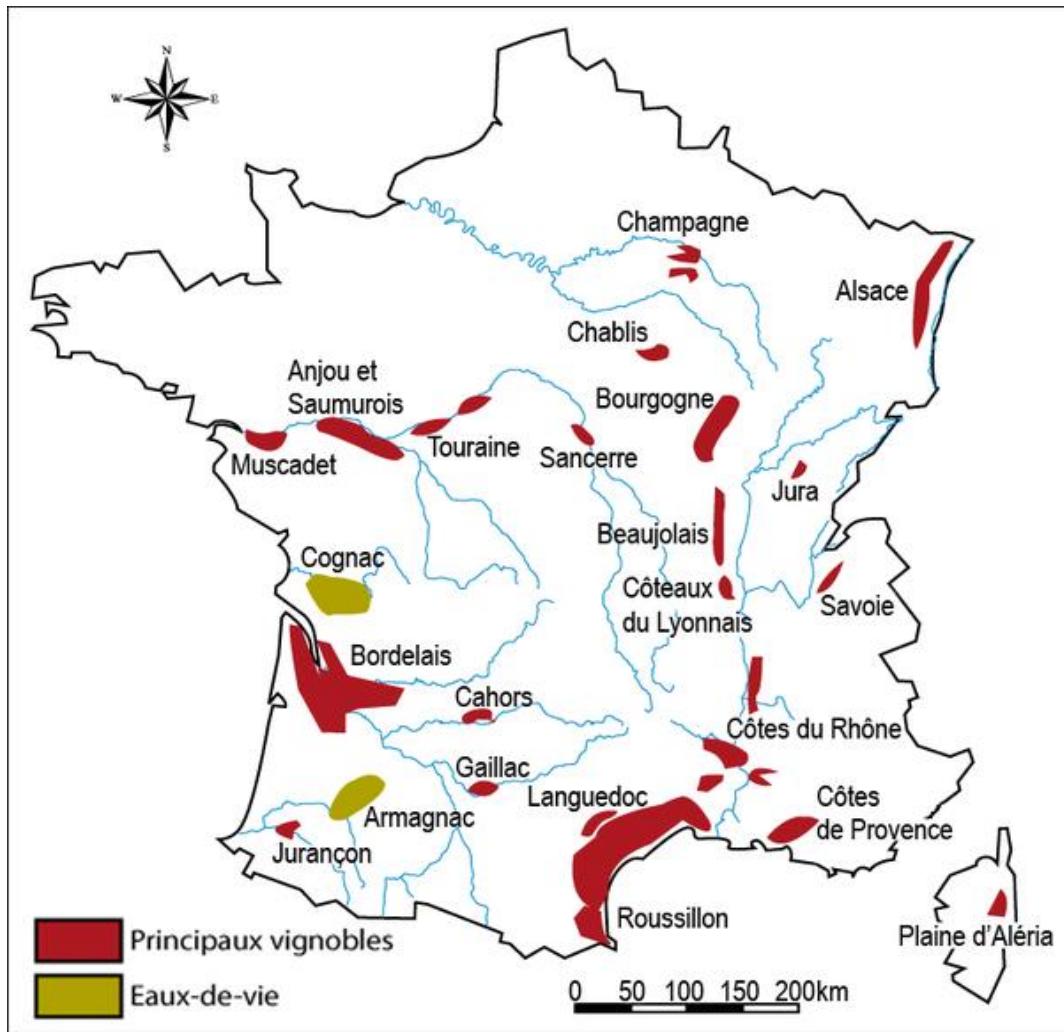 N
W
E
S
Champagne
Alsace
Chablis
Anjou et
Saumurois
Bourgogne
Muscadet
Touraine
Sancerre
Jura
Beaujolais
Cognac
Côteaux
du Lyonnais
Savoie
Bordelais
Cahors
Côtes du Rhône
Gaillac
Languedoc
Côtes
de Provence
Armagnac
Jurançon
Roussillon
Plaine d'Aléria
Principaux vignobles
Eaux-de-vie
0 50 100 150 200km